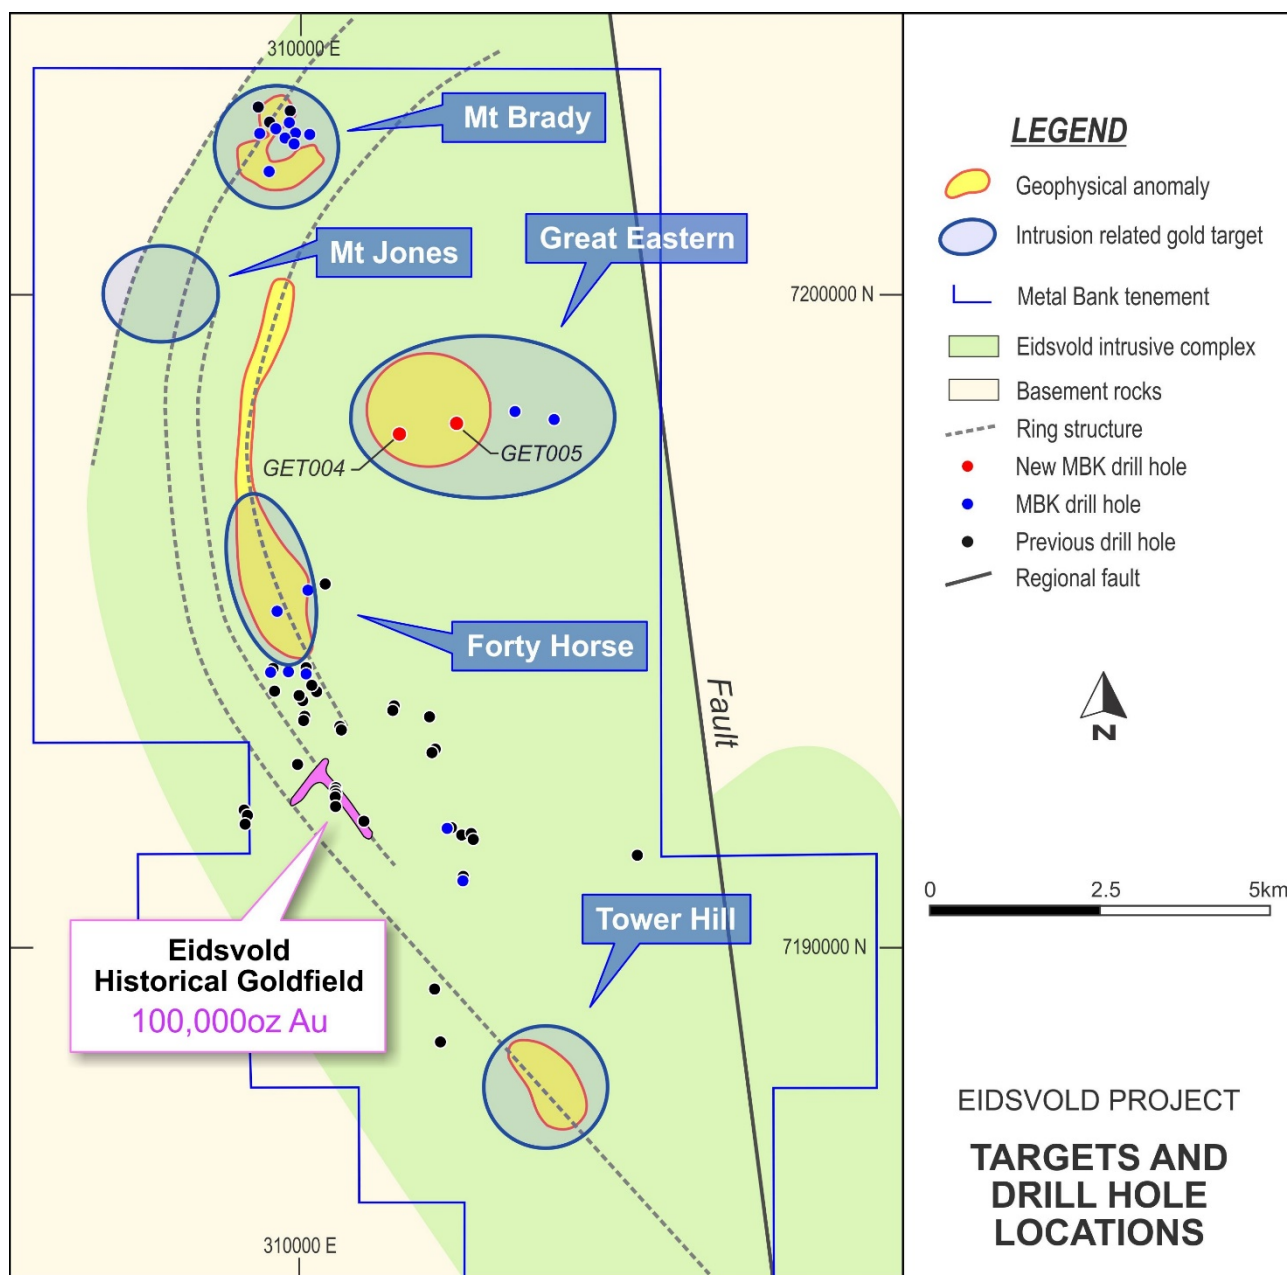 310000 E
Mt Brady
Great Eastern
Mt Jones
7200000 N
GET004
GET005
Forty Horse
Fault
Eidsvold
Historical Goldfield
100,000oz Au
Tower Hill
7190000 N
310000 E
LEGEND
Geophysical anomaly
Intrusion related gold target
Metal Bank tenement
Eidsvold intrusive complex
Basement rocks
Ring structure
New MBK drill hole
MBK drill hole
Previous drill hole
Regional fault
N
0 2.5 5km
EIDSVOLD PROJECT
TARGETS AND
DRILL HOLE
LOCATIONS